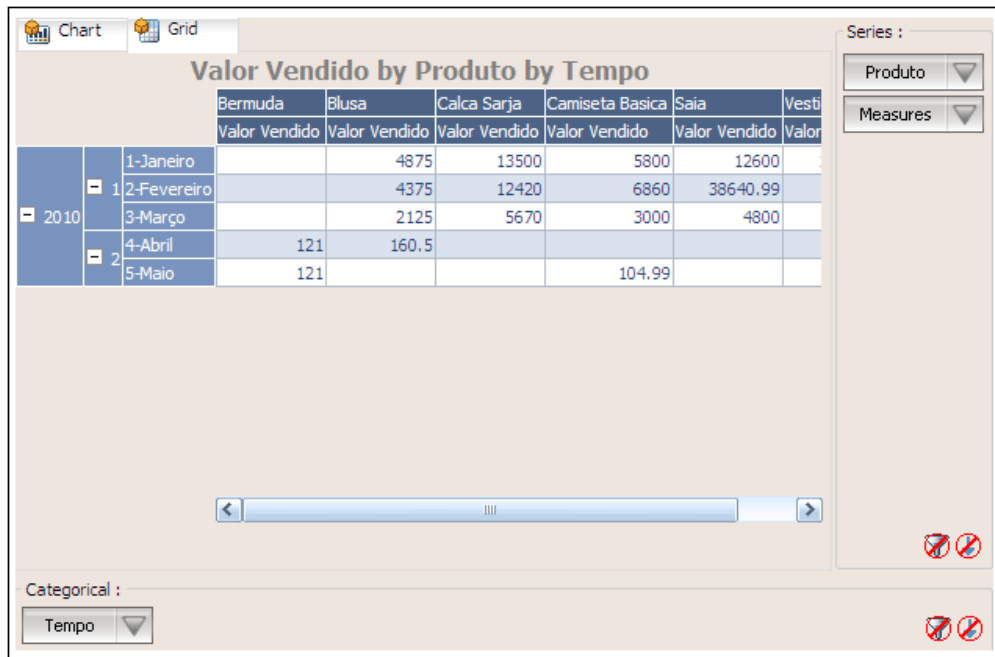 Chart Grid Series :
Valor Vendido by Produto by Tempo
Produto
Measures
Bermuda Blusa Calca Sarja Camiseta Basica Saia Vesti
Valor Vendido Valor Vendido Valor Vendido Valor Vendido Valor Vendido Valor
2010 1 1-Janeiro 4875 13500 5800 12600
2-Fevereiro 4375 12420 6860 38640.99
3-Março 2125 5670 3000 4800
2 4-Abril 121 160.5
5-Maio 121 104.99
Categorical :
Tempo